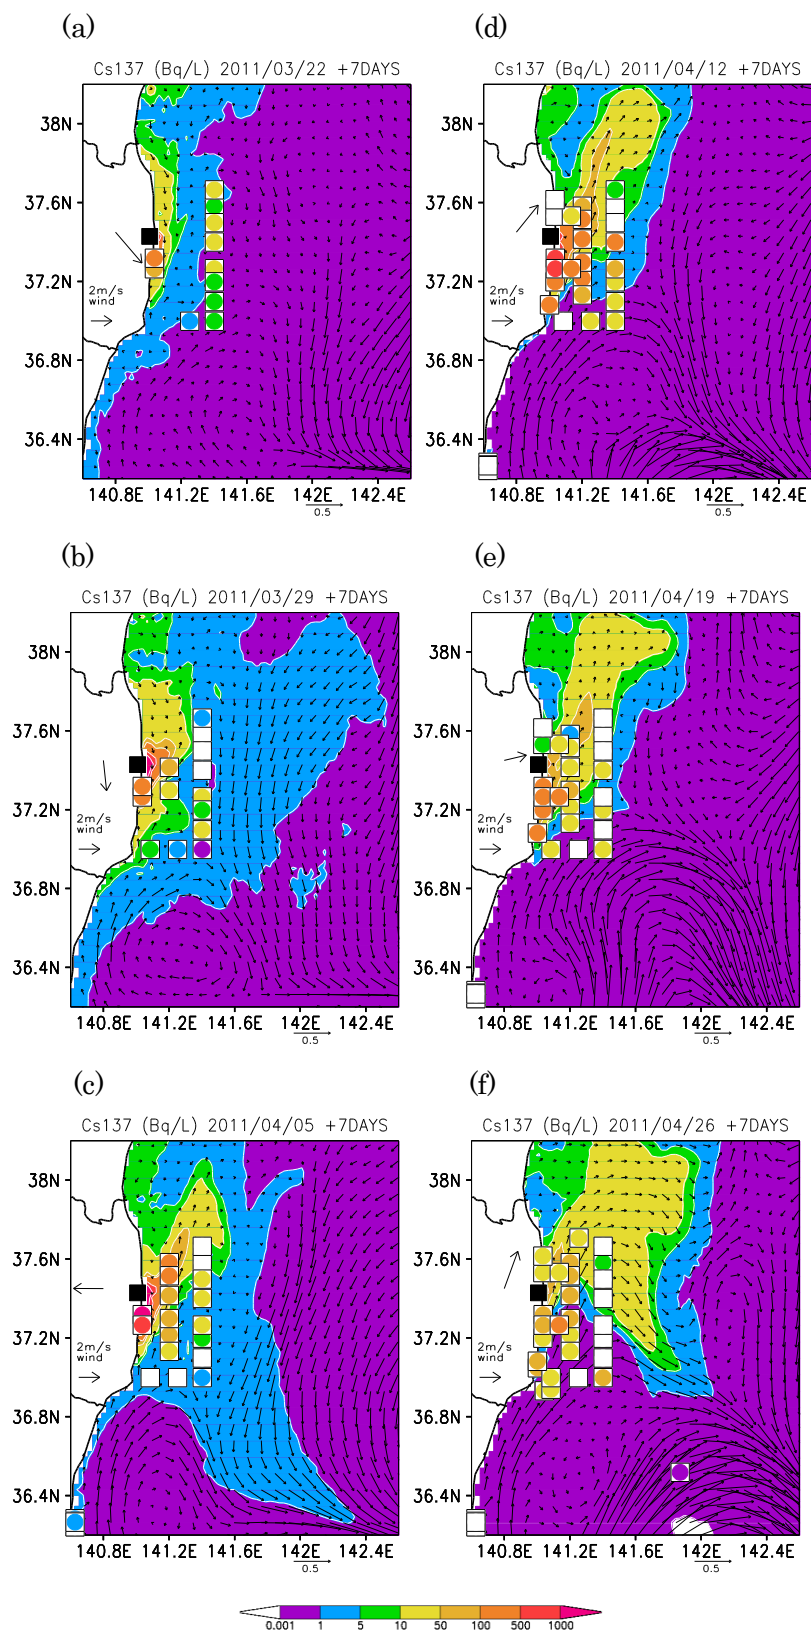 (a)
Cs137 (Bq/L) 2011/03/22 +7DAYS
38N
37.6N
37.2N
2m/s
wind
36.8N
36.4N
140.8E 141.2E 141.6E 142E 142.4E
0.5
(b)
Cs137 (Bq/L) 2011/03/29 +7DAYS
38N
37.6N
37.2N
2m/s
wind
36.8N
36.4N
140.8E 141.2E 141.6E 142E 142.4E
0.5
(c)
Cs137 (Bq/L) 2011/04/05 +7DAYS
38N
37.6N
37.2N
2m/s
wind
36.8N
36.4N
140.8E 141.2E 141.6E 142E 142.4E
0.5
(d)
Cs137 (Bq/L) 2011/04/12 +7DAYS
38N
37.6N
37.2N
2m/s
wind
36.8N
36.4N
140.8E 141.2E 141.6E 142E 142.4E
0.5
(e)
Cs137 (Bq/L) 2011/04/19 +7DAYS
38N
37.6N
37.2N
2m/s
wind
36.8N
36.4N
140.8E 141.2E 141.6E 142E 142.4E
0.5
(f)
Cs137 (Bq/L) 2011/04/26 +7DAYS
38N
37.6N
37.2N
2m/s
wind
36.8N
36.4N
140.8E 141.2E 141.6E 142E 142.4E
0.5
0.001 1 5 10 50 100 500 1000